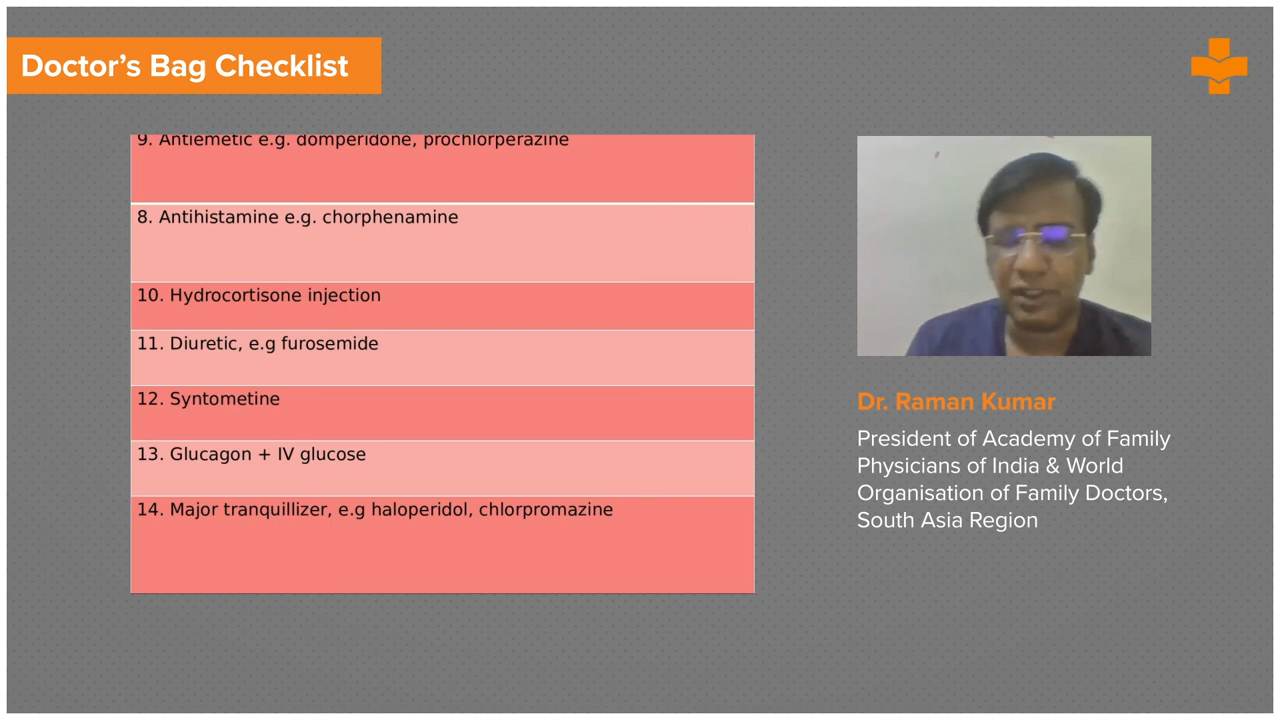 Doctor's Bag Checklist
9. Antiemetic e.g. domperidone, prochlorperazine
8. Antihistamine e.g. chorphenamine
10. Hydrocortisone injection
11. Diuretic, e.g furosemide
12. Syntometine
13. Glucagon + IV glucose
14. Major tranquillizer, e.g haloperidol, chlorpromazine
Dr. Raman Kumar
President of Academy of Family
Physicians of India & World
Organisation of Family Doctors,
South Asia Region